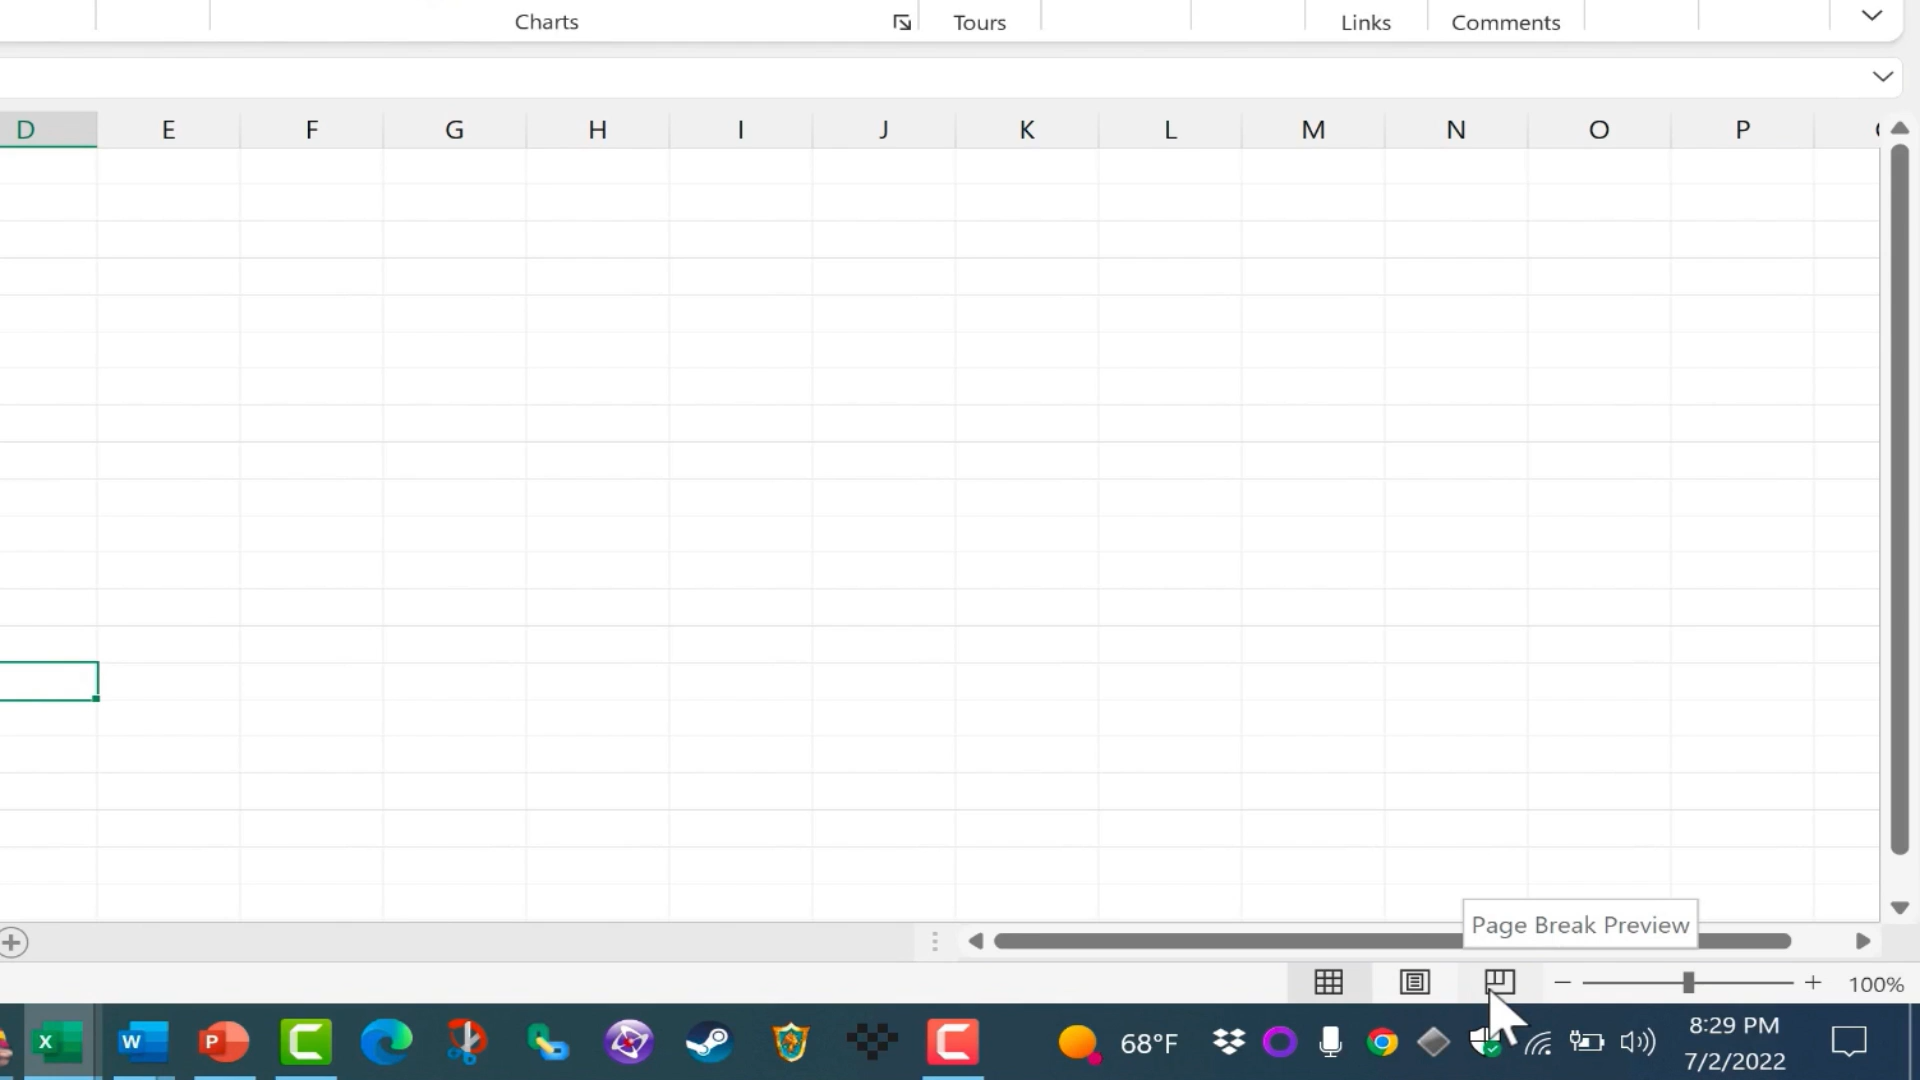 Charts Tours Links Comments
D E F G H I J K L M N O P
Page Break Preview
100%
X W P C C 68°F 8:29 PM
7/2/2022